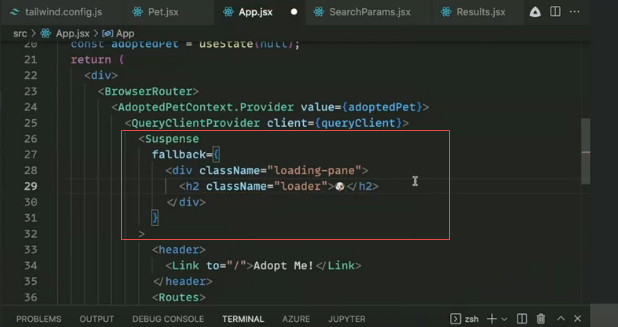 tailwind.config.js Pet.jsx App.jsx SearchParams.jsx Results.jsx
src > App.jsx > App
20 const adoptedPet = useState(null);
21 return (
22 <div>
23 <BrowserRouter>
24 <AdoptedPetContext.Provider value={adoptedPet}>
25 <QueryClientProvider client={queryClient}>
26 <Suspense
27 fallback={
28 <div className="loading-pane">
29 <h2 className="loader">🐶</h2>
30 </div>
31 }
32 >
33 <header>
34 <Link to="/">Adopt Me!</Link>
35 </header>
36 <Routes>
PROBLEMS OUTPUT DEBUG CONSOLE TERMINAL AZURE JUPYTER zsh